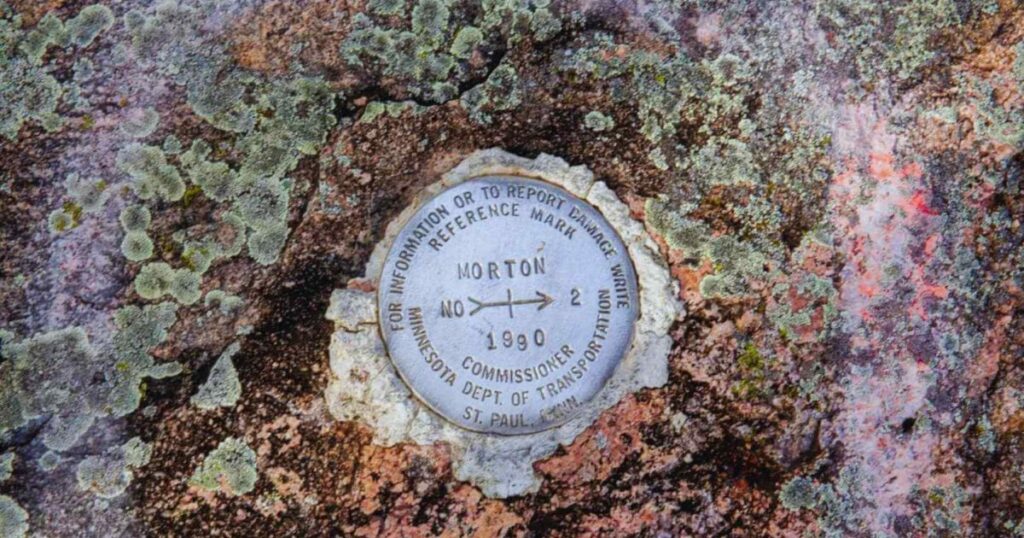 FOR INFORMATION OR TO REPORT DAMAGE WRITE
REFERENCE MARK
MORTON
NO 2
1990
COMMISSIONER
MINNESOTA DEPT. OF TRANSPORTATION
ST. PAUL,